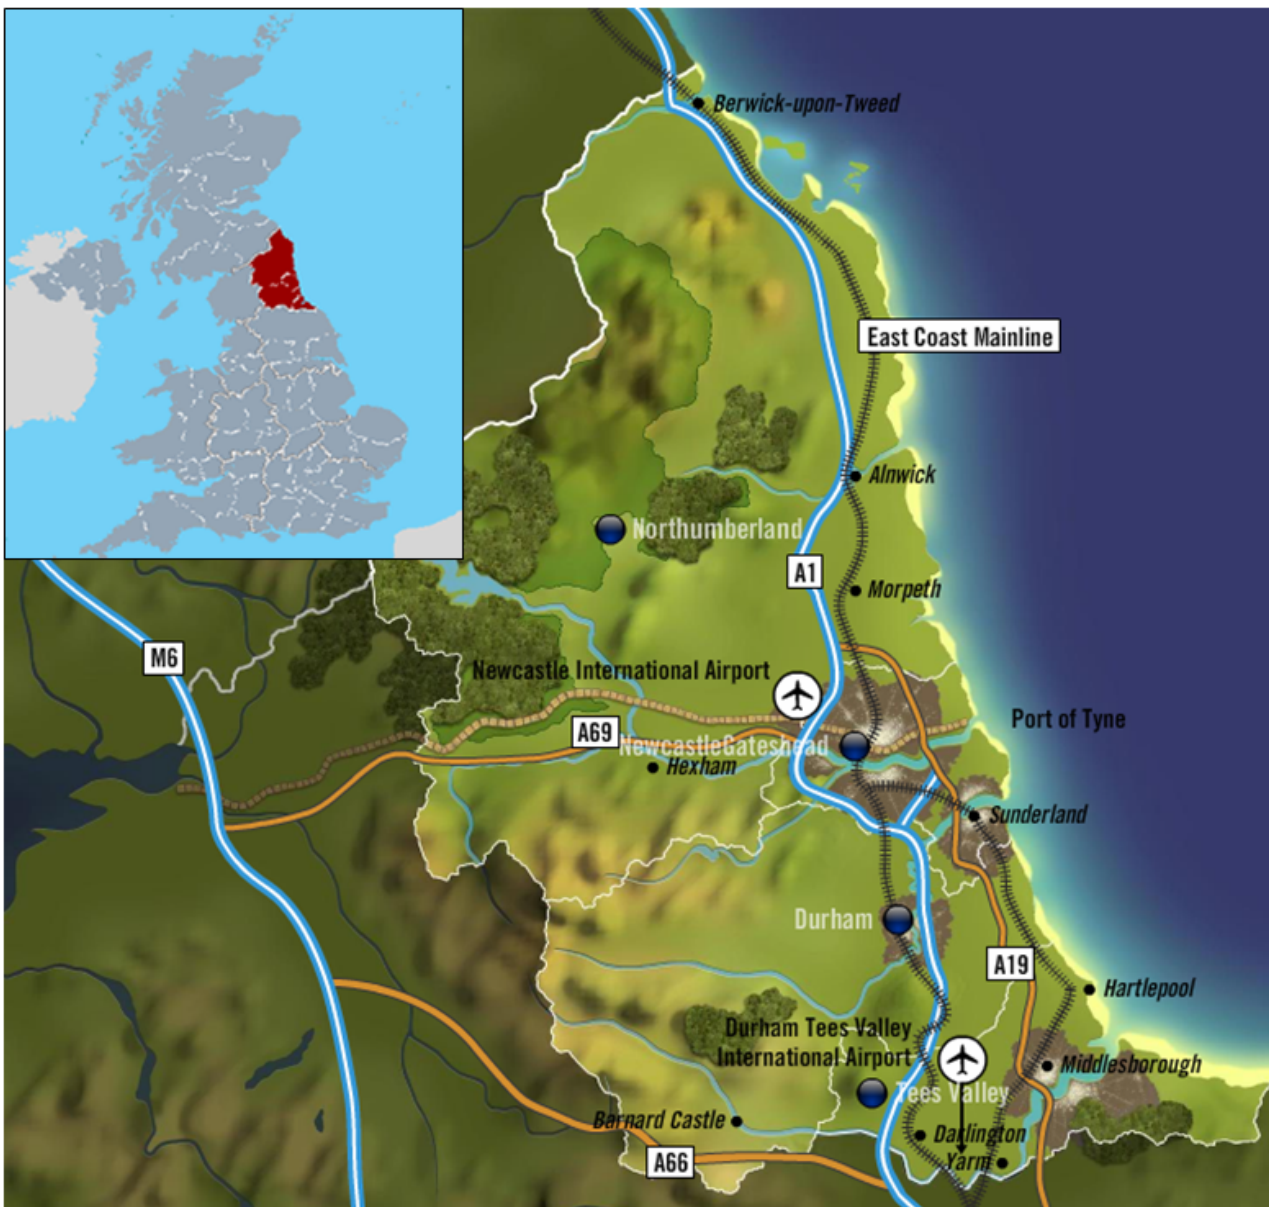 Berwick-upon-Tweed
East Coast Mainline
Alnwick
Northumberland
A1
Morpeth
M6
Newcastle International Airport
Port of Tyne
A69
NewcastleGateshead
Hexham
Sunderland
Durham
A19
Hartlepool
Durham Tees Valley
International Airport
Middlesborough
Tees Valley
Barnard Castle
Darlington
Yarm
A66